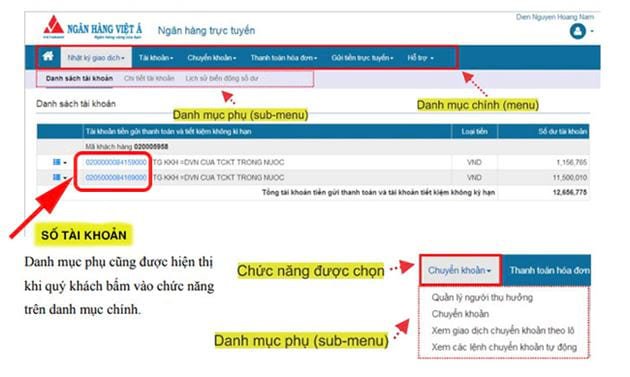 Dien Nguyen Hoang Nam
NGÂN HÀNG VIỆT Á
Ngân hàng trực tuyến
Nhật ký giao dịch
Tài khoản
Chuyển khoản
Thanh toán hóa đơn
Gửi tiền trực tuyến
Hỗ trợ
Danh sách tài khoản
Chi tiết tài khoản
Lịch sử biến động số dư
Danh sách tài khoản
Danh mục phụ (sub-menu)
Danh mục chính (menu)
Tài khoản tiền gửi thanh toán và tiết kiệm không kì hạn
Loại tiền
Số dư tài khoản
Mã khách hàng 020005958
0200000084159000 TG KKH =DVN CUA TCKT TRONG NUOC VND 1,156,765
0205000084169000 TG KKH =DVN CUA TCKT TRONG NUOC VND 11,500,010
Tổng tài khoản tiền gửi thanh toán và tài khoản tiết kiệm không kỳ hạn 12,656,775
SỐ TÀI KHOẢN
Danh mục phụ cũng được hiện thị
khi quý khách bấm vào chức năng
trên danh mục chính.
Chức năng được chọn
Chuyển khoản
Thanh toán hóa đơn
Quản lý người thụ hưởng
Chuyển khoản
Xem giao dịch chuyển khoản theo lô
Xem các lệnh chuyển khoản tự động
Danh mục phụ (sub-menu)